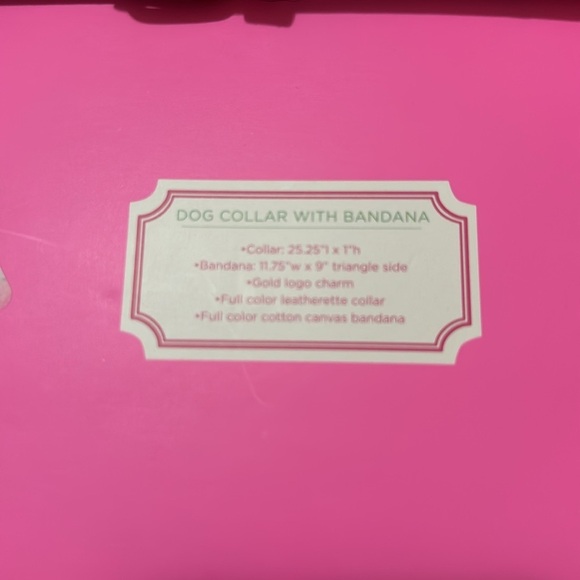 DOG COLLAR WITH BANDANA
•Collar: 25.25"l x 1"h
•Bandana: 11.75"w x 9" triangle side
•Gold logo charm
•Full color leatherette collar
•Full color cotton canvas bandana